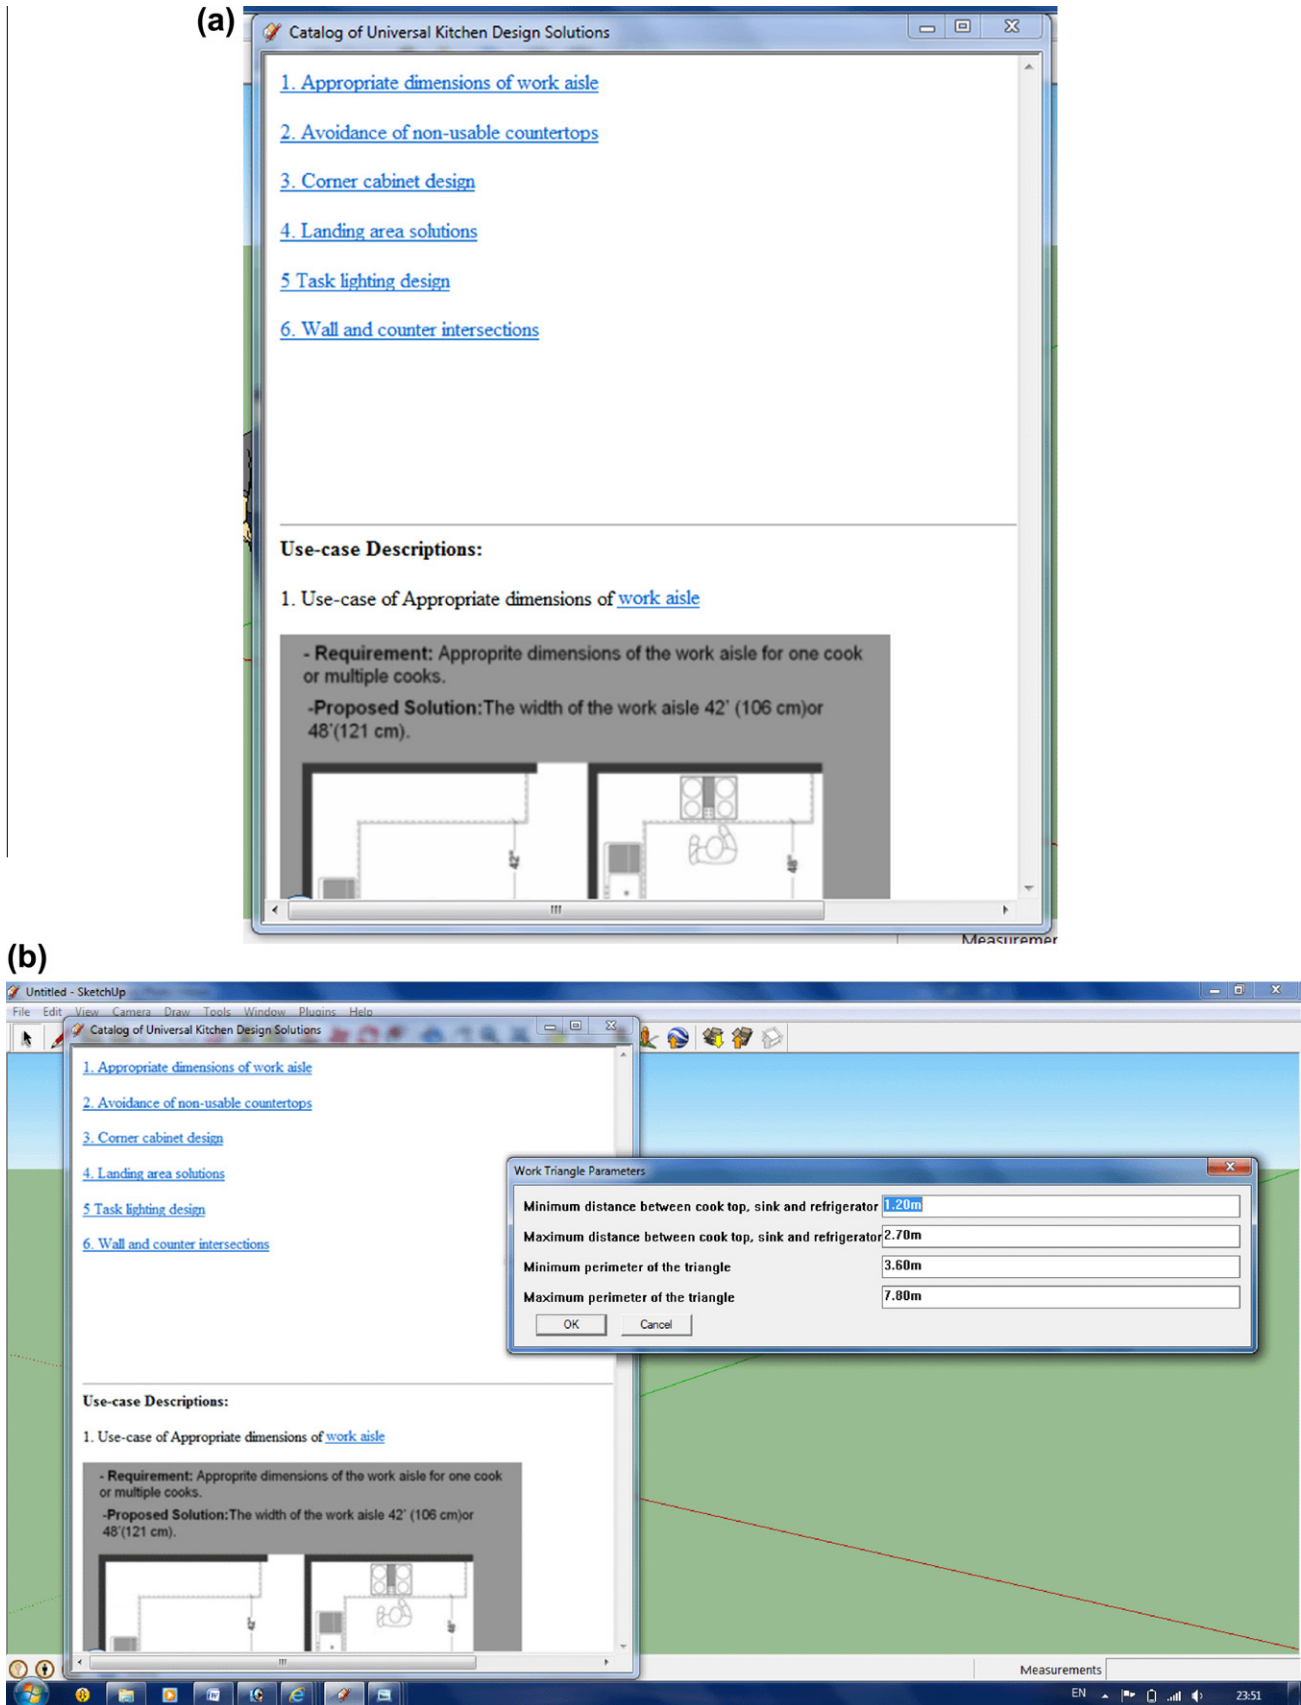 (a)
Catalog of Universal Kitchen Design Solutions
1. Appropriate dimensions of work aisle
2. Avoidance of non-usable countertops
3. Corner cabinet design
4. Landing area solutions
5 Task lighting design
6. Wall and counter intersections
Use-case Descriptions:
1. Use-case of Appropriate dimensions of work aisle
- Requirement: Approprite dimensions of the work aisle for one cook
or multiple cooks.
-Proposed Solution:The width of the work aisle 42' (106 cm)or
48'(121 cm).
42"
48"
Measuremen
(b)
Untitled - SketchUp
File Edit View Camera Draw Tools Window Plugins Help
Catalog of Universal Kitchen Design Solutions
1. Appropriate dimensions of work aisle
2. Avoidance of non-usable countertops
3. Corner cabinet design
4. Landing area solutions
5 Task lighting design
6. Wall and counter intersections
Work Triangle Parameters
Minimum distance between cook top, sink and refrigerator 1.20m
Maximum distance between cook top, sink and refrigerator 2.70m
Minimum perimeter of the triangle 3.60m
Maximum perimeter of the triangle 7.80m
OK Cancel
Use-case Descriptions:
1. Use-case of Appropriate dimensions of work aisle
- Requirement: Approprite dimensions of the work aisle for one cook
or multiple cooks.
-Proposed Solution:The width of the work aisle 42' (106 cm)or
48'(121 cm).
42"
48"
Measurements
EN 23:51